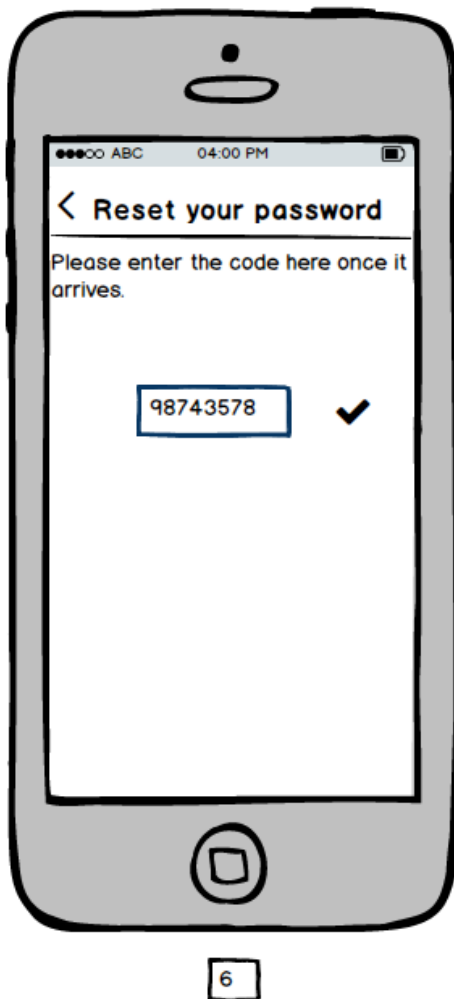 ABC 04:00 PM
Reset your password
Please enter the code here once it
arrives.
98743578
6